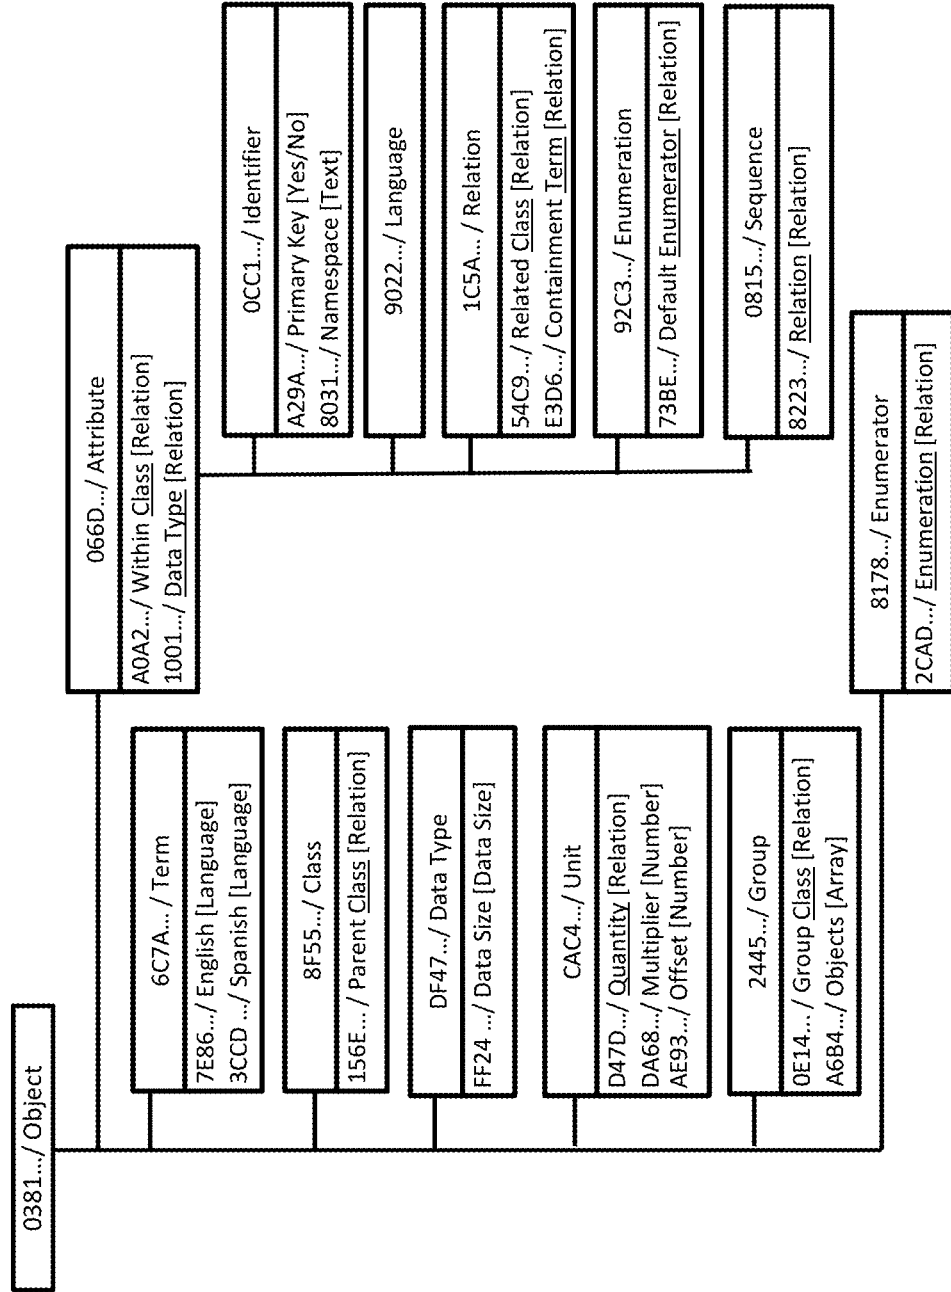 0381.../ Object
066D.../ Attribute
A0A2.../ Within Class [Relation]
1001.../ Data Type [Relation]
6C7A... / Term
7E86.../ English [Language]
3CCD .../ Spanish [Language]
8F55.../ Class
156E... / Parent Class [Relation]
DF47.../ Data Type
FF24 .../ Data Size [Data Size]
CAC4.../ Unit
D47D.../ Quantity [Relation]
DA68.../ Multiplier [Number]
AE93.../ Offset [Number]
2445.../ Group
0E14... / Group Class [Relation]
A6B4.../ Objects [Array]
0CC1.../ Identifier
A29A.../ Primary Key [Yes/No]
8031.../ Namespace [Text]
9022.../ Language
1C5A... / Relation
54C9.../ Related Class [Relation]
E3D6.../ Containment Term [Relation]
92C3.../ Enumeration
73BE.../ Default Enumerator [Relation]
0815.../ Sequence
8223.../ Relation [Relation]
8178.../ Enumerator
2CAD.../ Enumeration [Relation]